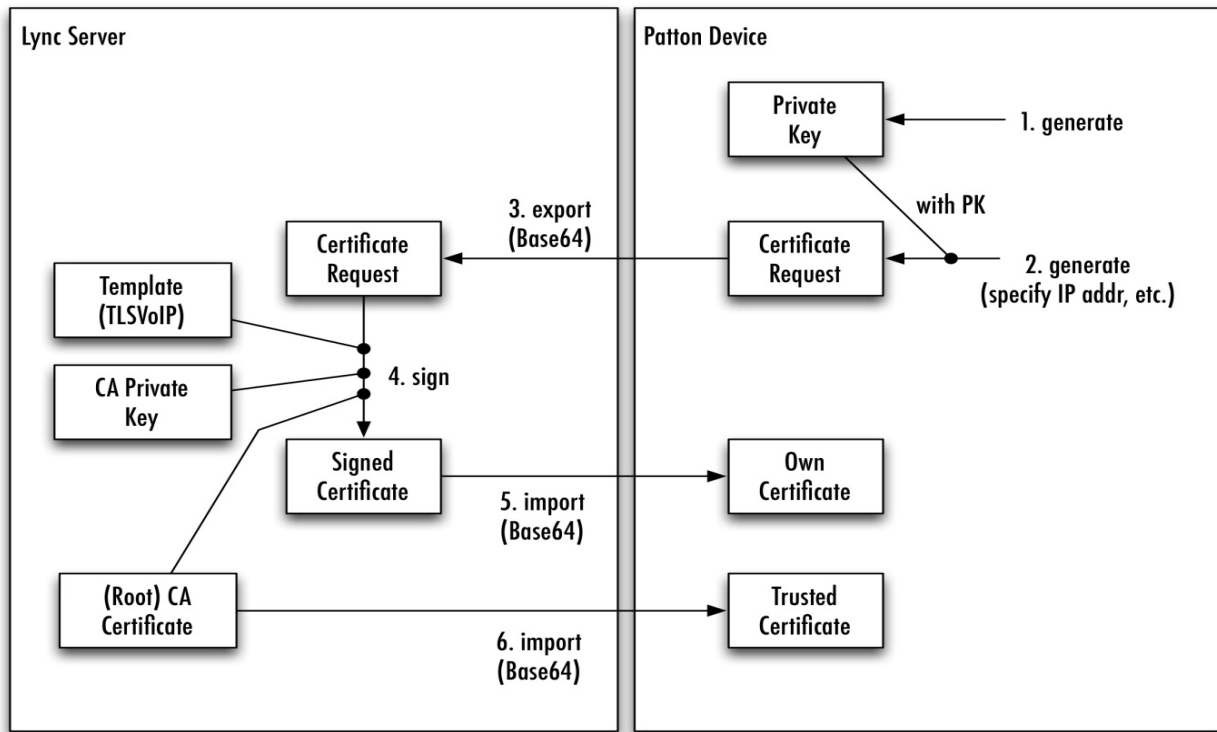 Lync Server
Patton Device
Private
Key
1. generate
with PK
3. export
(Base64)
Certificate
Request
Certificate
Request
2. generate
(specify IP addr, etc.)
Template
(TLSVoIP)
CA Private
Key
4. sign
Signed
Certificate
Own
Certificate
5. import
(Base64)
(Root) CA
Certificate
Trusted
Certificate
6. import
(Base64)